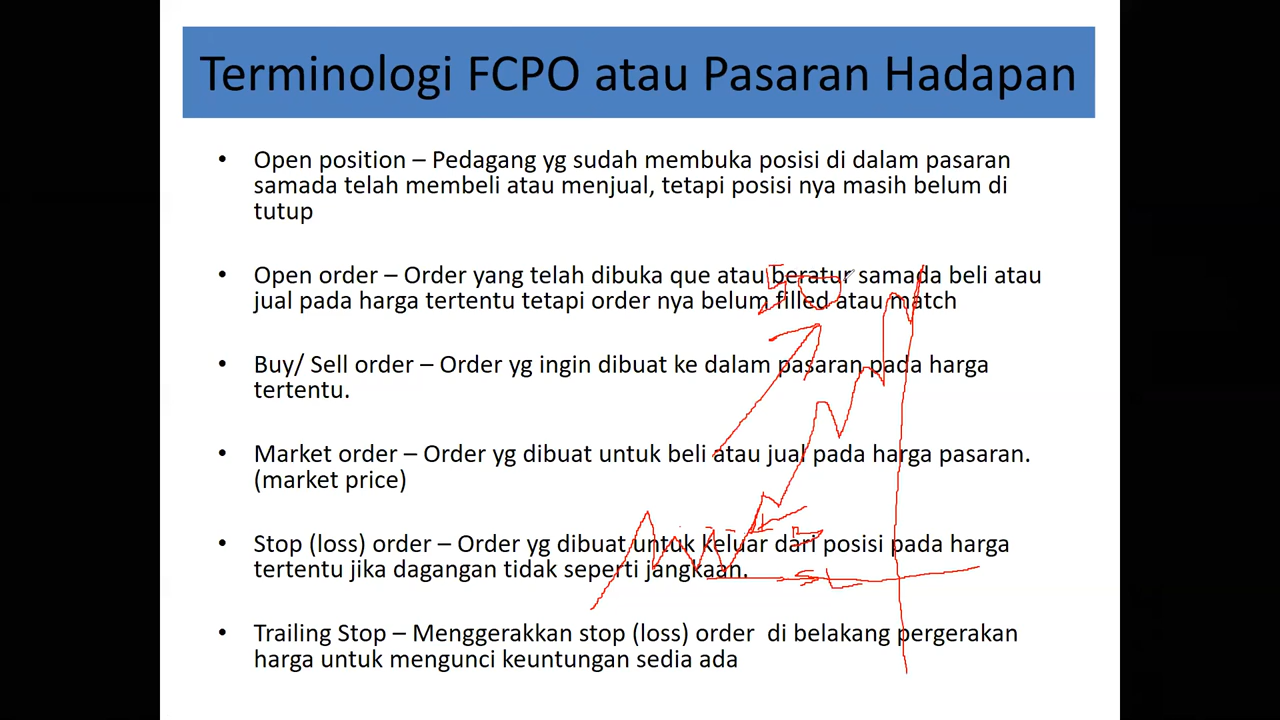 Terminologi FCPO atau Pasaran Hadapan
• Open position – Pedagang yg sudah membuka posisi di dalam pasaran
samada telah membeli atau menjual, tetapi posisi nya masih belum di
tutup
• Open order – Order yang telah dibuka que atau beratur samada beli atau
jual pada harga tertentu tetapi order nya belum filled atau match
• Buy/ Sell order – Order yg ingin dibuat ke dalam pasaran pada harga
tertentu.
• Market order – Order yg dibuat untuk beli atau jual pada harga pasaran.
(market price)
• Stop (loss) order – Order yg dibuat untuk keluar dari posisi pada harga
tertentu jika dagangan tidak seperti jangkaan.
SL
• Trailing Stop – Menggerakkan stop (loss) order di belakang pergerakan
harga untuk mengunci keuntungan sedia ada